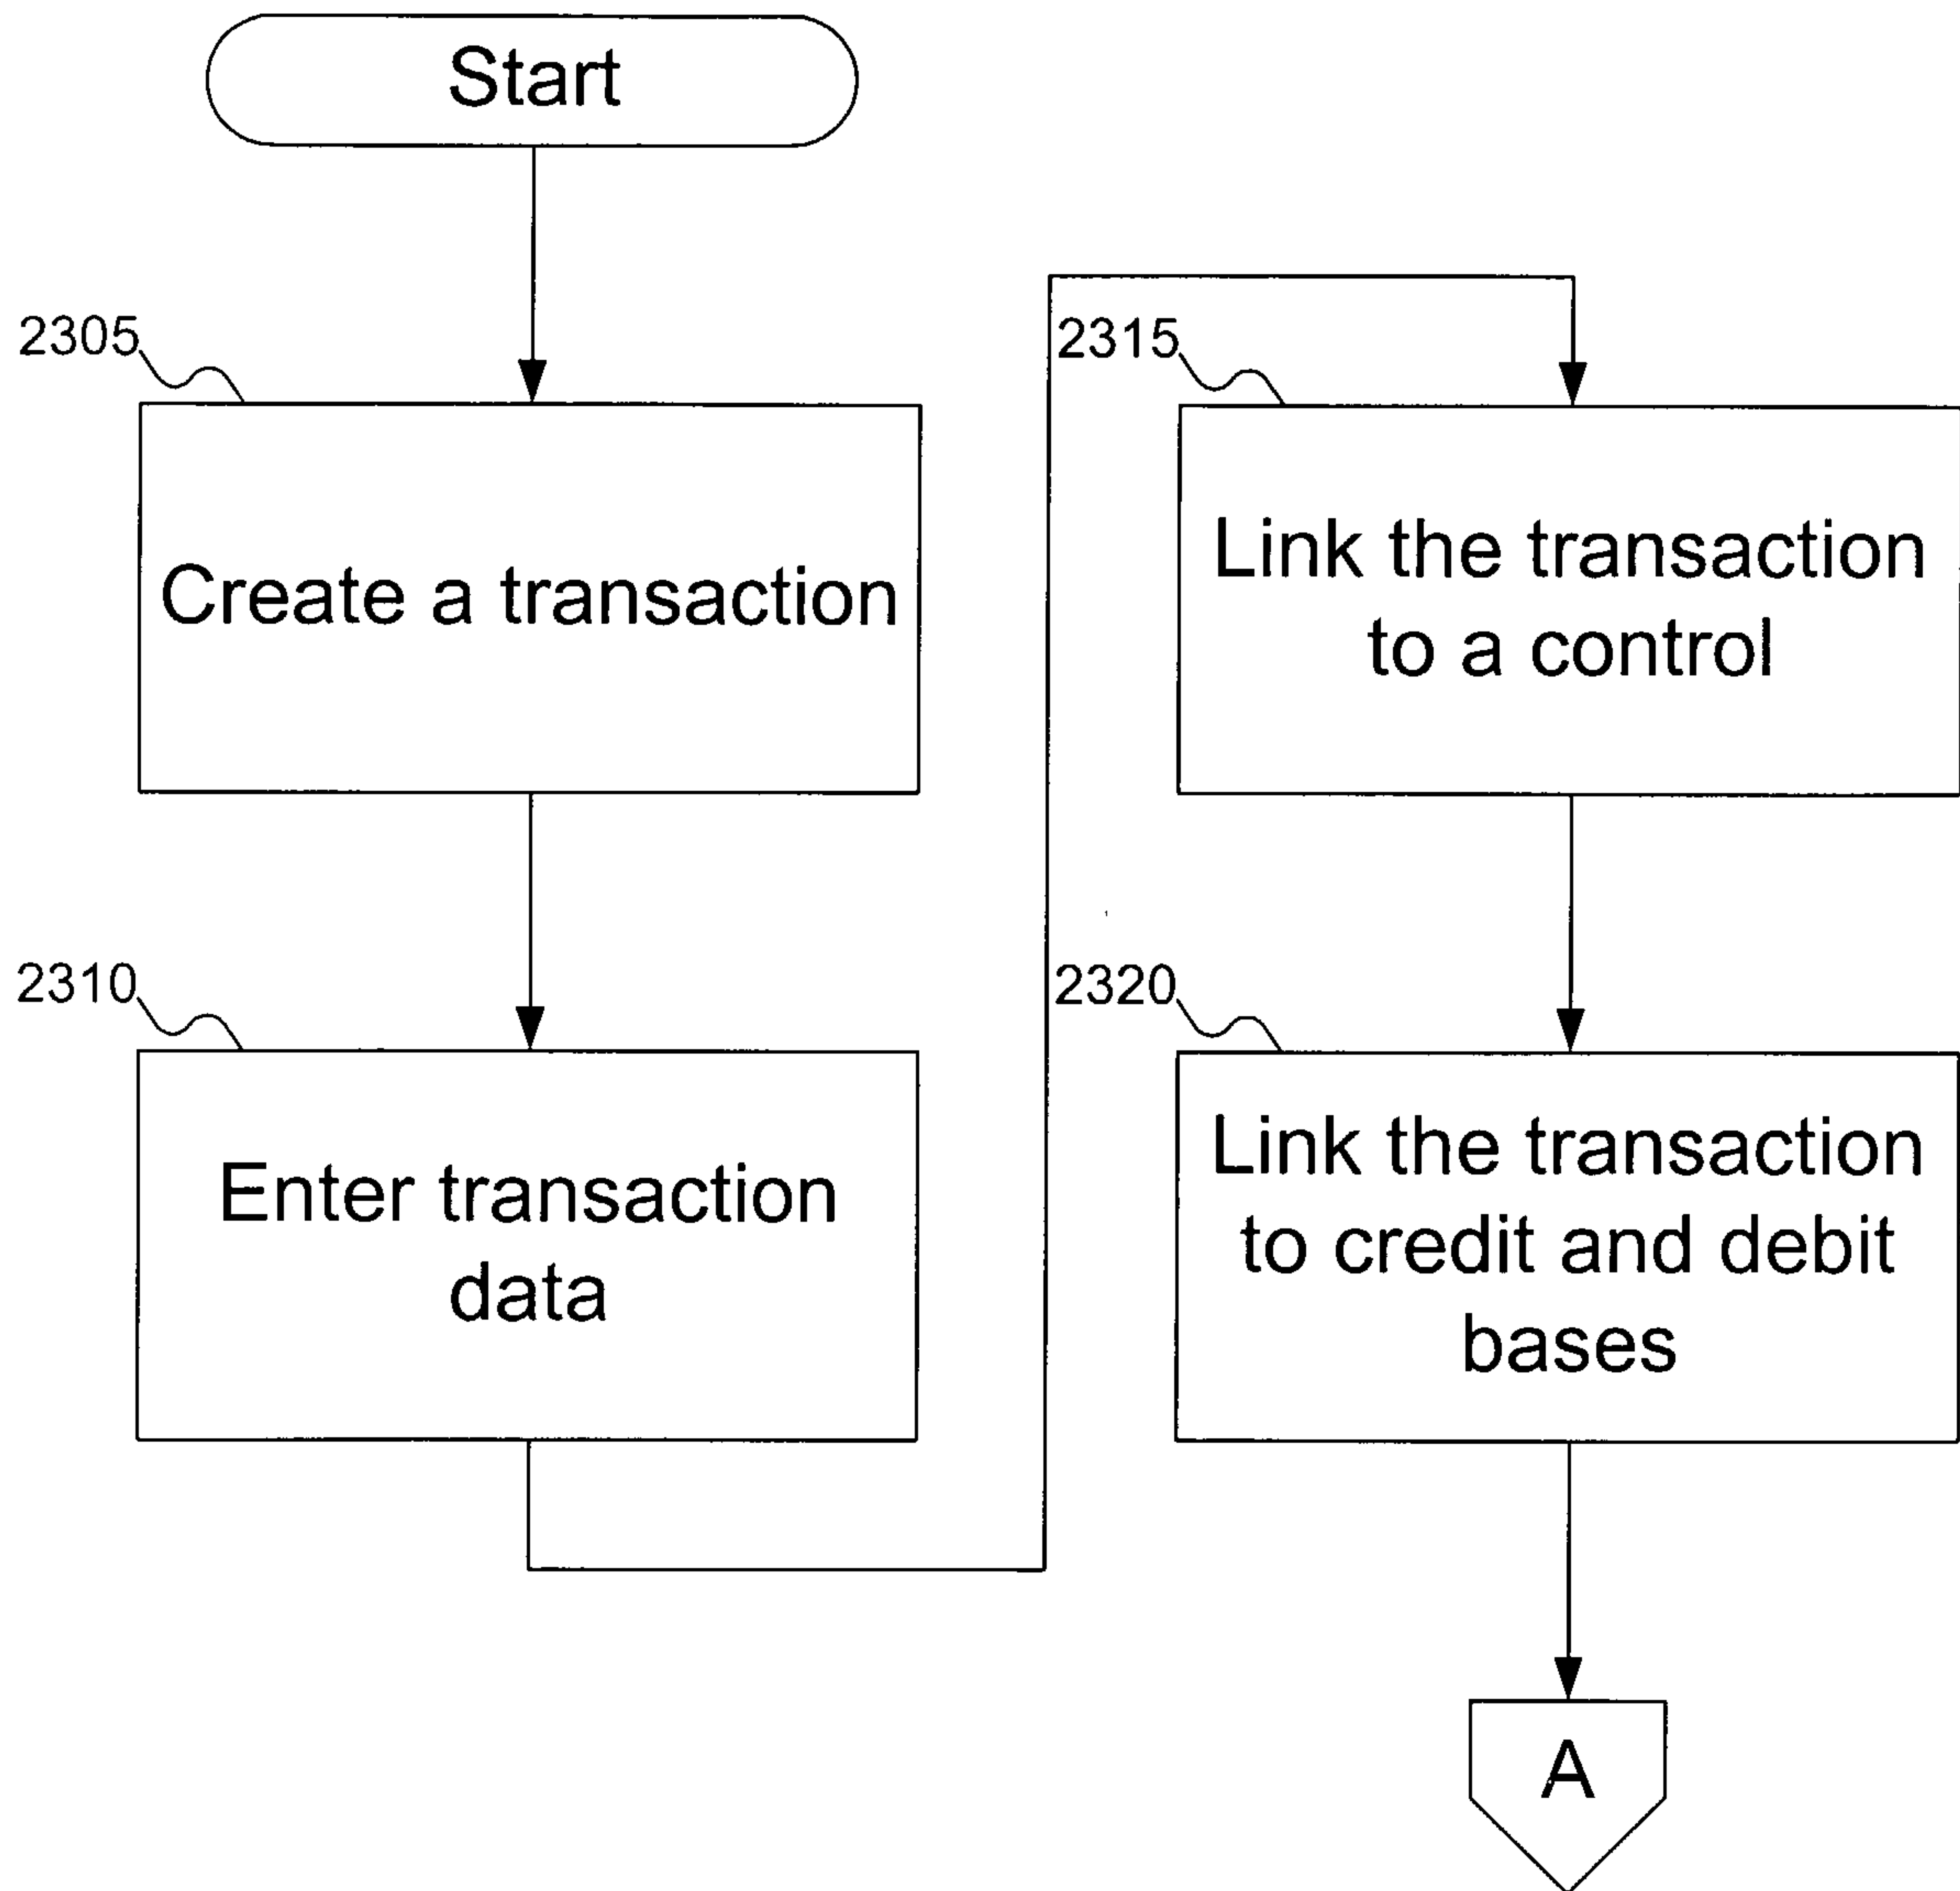 Start
2305
Create a transaction
2310
Enter transaction
data
2315
Link the transaction
to a control
2320
Link the transaction
to credit and debit
bases
A